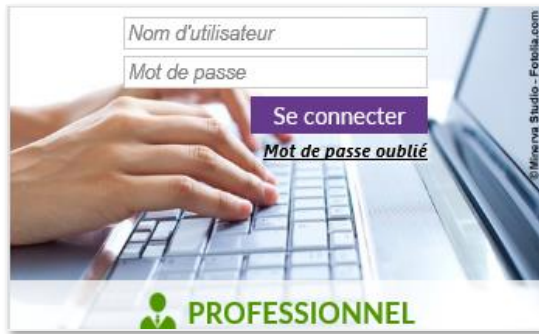 Nom d'utilisateur
Mot de passe
Se connecter
Mot de passe oublié
PROFESSIONNEL
©Minerva Studio - Fotolia.com